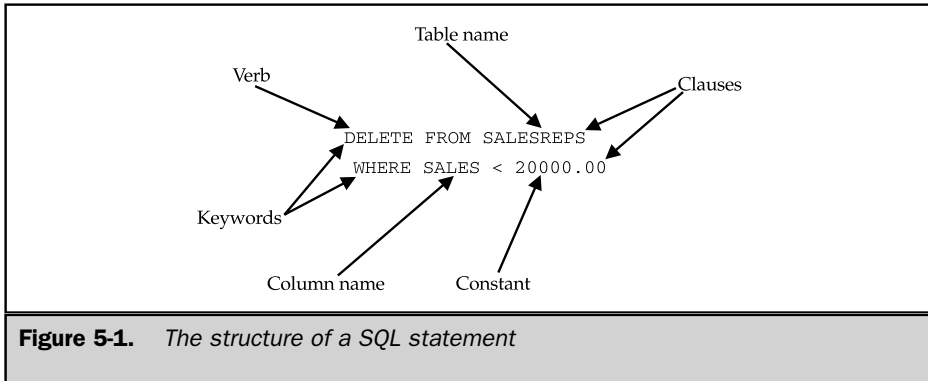 Table name
Verb
Clauses
DELETE FROM SALESREPS
WHERE SALES < 20000.00
Keywords
Column name
Constant
Figure 5-1. The structure of a SQL statement